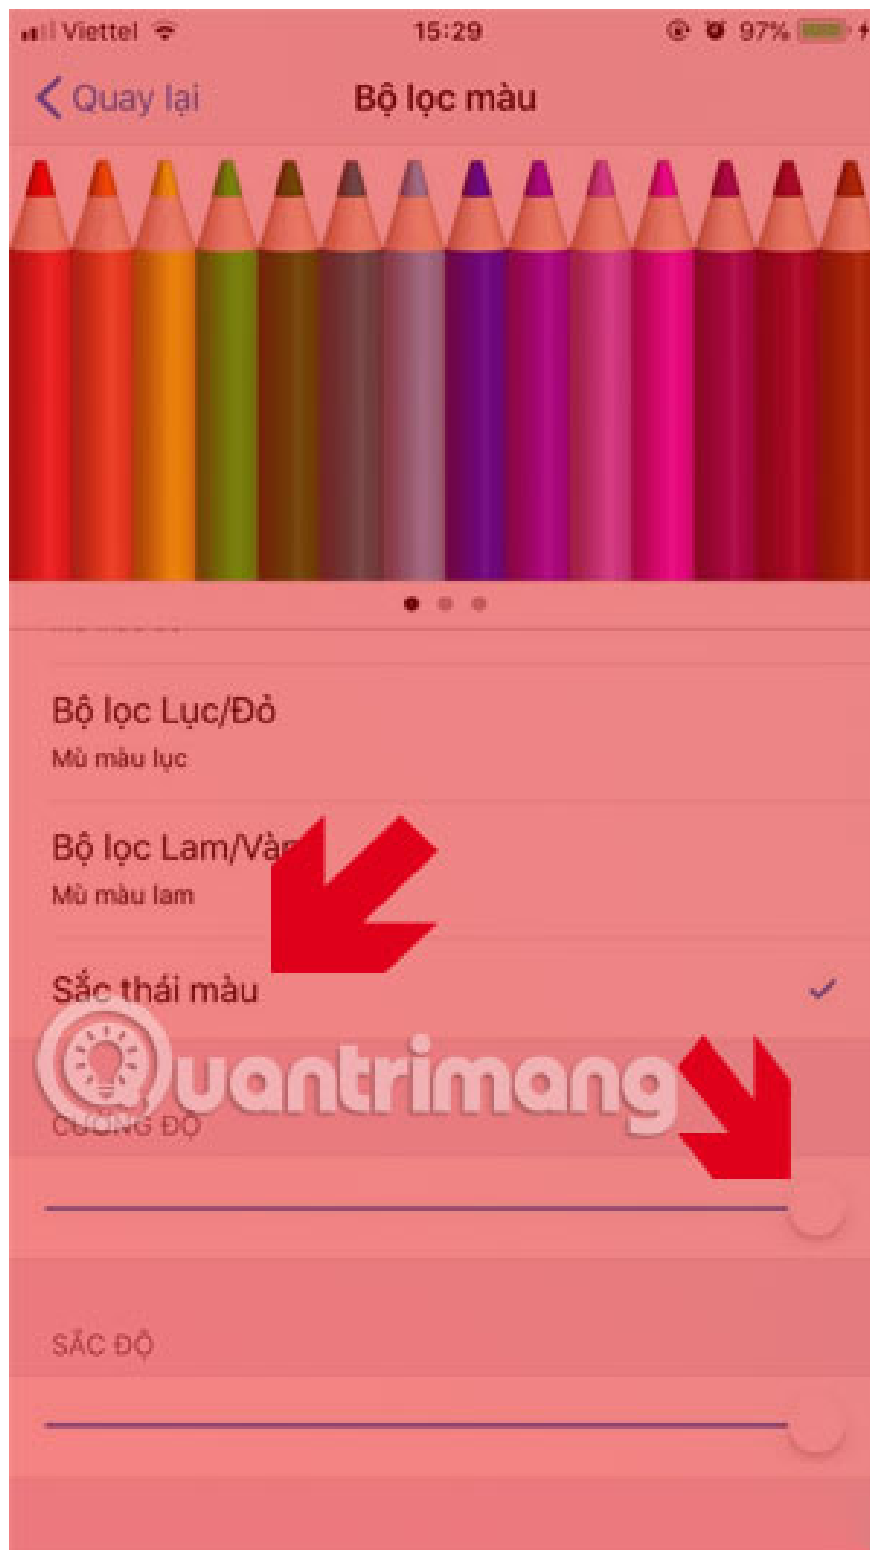 Viettel 15:29 97%
Quay lại Bộ lọc màu
Bộ lọc Lục/Đỏ
Mù màu lục
Bộ lọc Lam/Vàn
Mù màu lam
Sắc thái màu
Quantrimang
CƯỜNG ĐỘ
SẮC ĐỘ